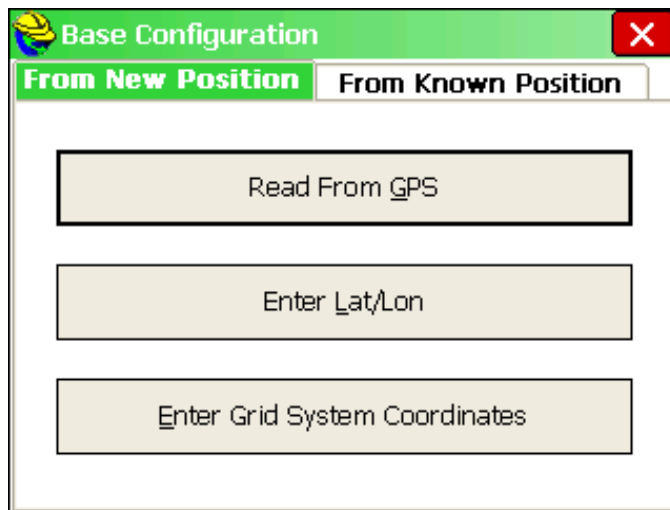 Base Configuration
From New Position From Known Position
Read From GPS
Enter Lat/Lon
Enter Grid System Coordinates